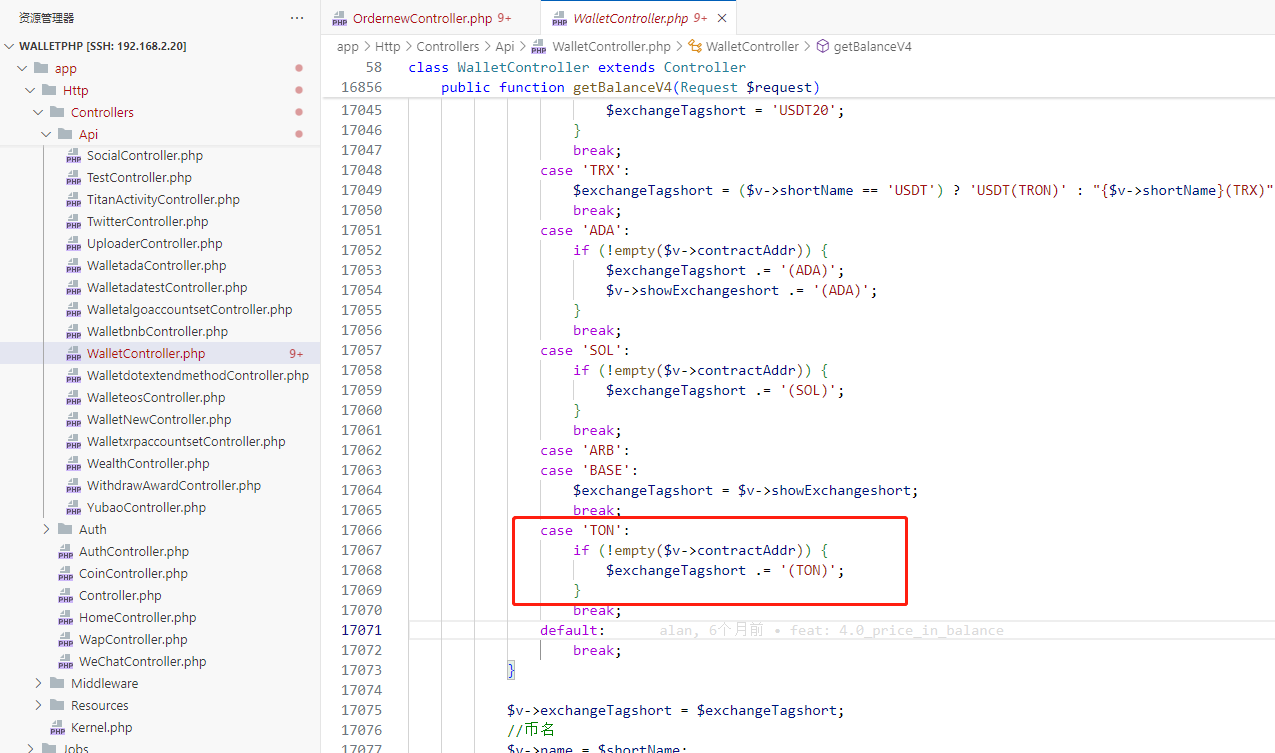 资源管理器
OrdernewController.php 9+
WalletController.php 9+
WALLETPHP [SSH: 192.168.2.20]
app > Http > Controllers > Api > WalletController.php > WalletController > getBalanceV4
app
Http
Controllers
Api
SocialController.php
TestController.php
TitanActivityController.php
TwitterController.php
UploaderController.php
WalletadaController.php
WalletadatestController.php
WalletalgoaccountsetController.php
WalletbnbController.php
WalletController.php 9+
WalletdotextendmethodController.php
WalleteosController.php
WalletNewController.php
WalletxrpaccountsetController.php
WealthController.php
WithdrawAwardController.php
YubaoController.php
Auth
AuthController.php
CoinController.php
Controller.php
HomeController.php
WapController.php
WeChatController.php
Middleware
Resources
Kernel.php
Jobs
58 class WalletController extends Controller
16856 public function getBalanceV4(Request $request)
17045 $exchangeTagshort = 'USDT20';
17046 }
17047 break;
17048 case 'TRX':
17049 $exchangeTagshort = ($v->shortName == 'USDT') ? 'USDT(TRON)' : "{$v->shortName}(TRX)"
17050 break;
17051 case 'ADA':
17052 if (!empty($v->contractAddr)) {
17053 $exchangeTagshort .= '(ADA)';
17054 $v->showExchangeshort .= '(ADA)';
17055 }
17056 break;
17057 case 'SOL':
17058 if (!empty($v->contractAddr)) {
17059 $exchangeTagshort .= '(SOL)';
17060 }
17061 break;
17062 case 'ARB':
17063 case 'BASE':
17064 $exchangeTagshort = $v->showExchangeshort;
17065 break;
17066 case 'TON':
17067 if (!empty($v->contractAddr)) {
17068 $exchangeTagshort .= '(TON)';
17069 }
17070 break;
17071 default: alan, 6个月前 • feat: 4.0_price_in_balance
17072 break;
17073 }
17074
17075 $v->exchangeTagshort = $exchangeTagshort;
17076 //币名
17077 $v->name = $shortName;